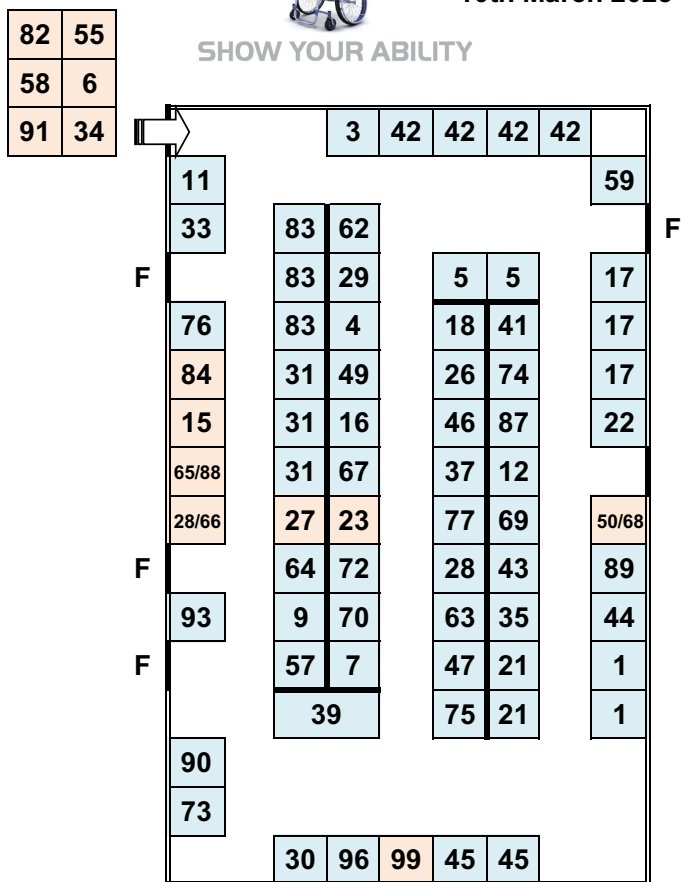 82 55
SHOW YOUR ABILITY
58 6
91 34
3 42 42 42 42
11 59
33 83 62 F
F 83 29 5 5 17
76 83 4 18 41 17
84 31 49 26 74 17
15 31 16 46 87 22
65/88 31 67 37 12
28/66 27 23 77 69 50/68
F 64 72 28 43 89
93 9 70 63 35 44
F 57 7 47 21 1
39 75 21 1
90
73
30 96 99 45 45